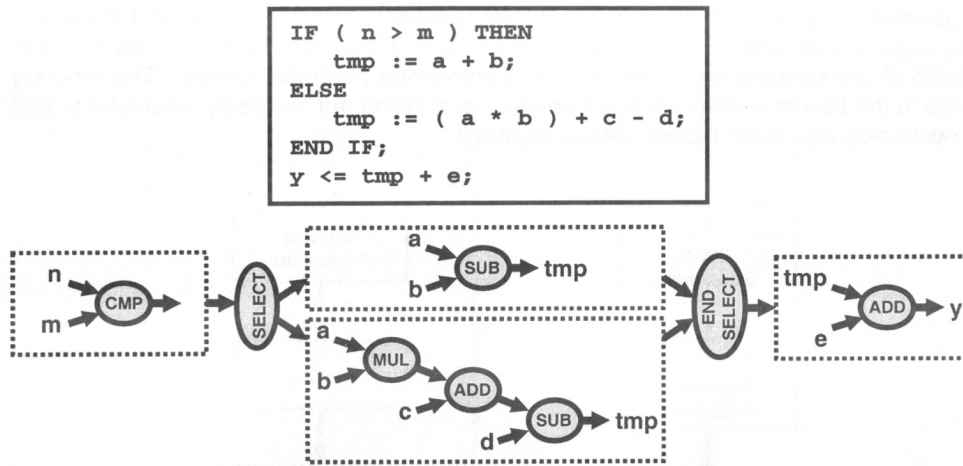 IF ( n > m ) THEN
tmp := a + b;
ELSE
tmp := ( a * b ) + c - d;
END IF;
y <= tmp + e;
n
CMP
m
SELECT
a
SUB
b
tmp
a
MUL
b
ADD
c
SUB
d
tmp
END
SELECT
tmp
ADD
e
y